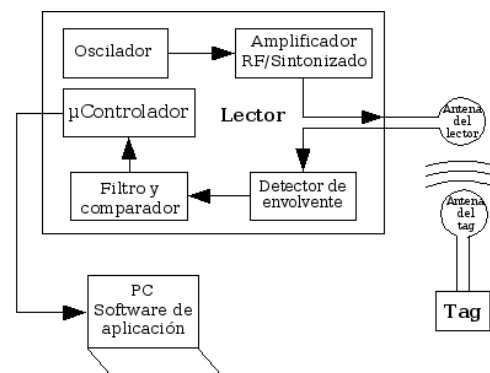 Oscilador
Amplificador
RF/Sintonizado
µControlador
Lector
Antena
del
lector
Filtro y
comparador
Detector de
envolvente
Antena
del
tag
PC
Software de
aplicación
Tag